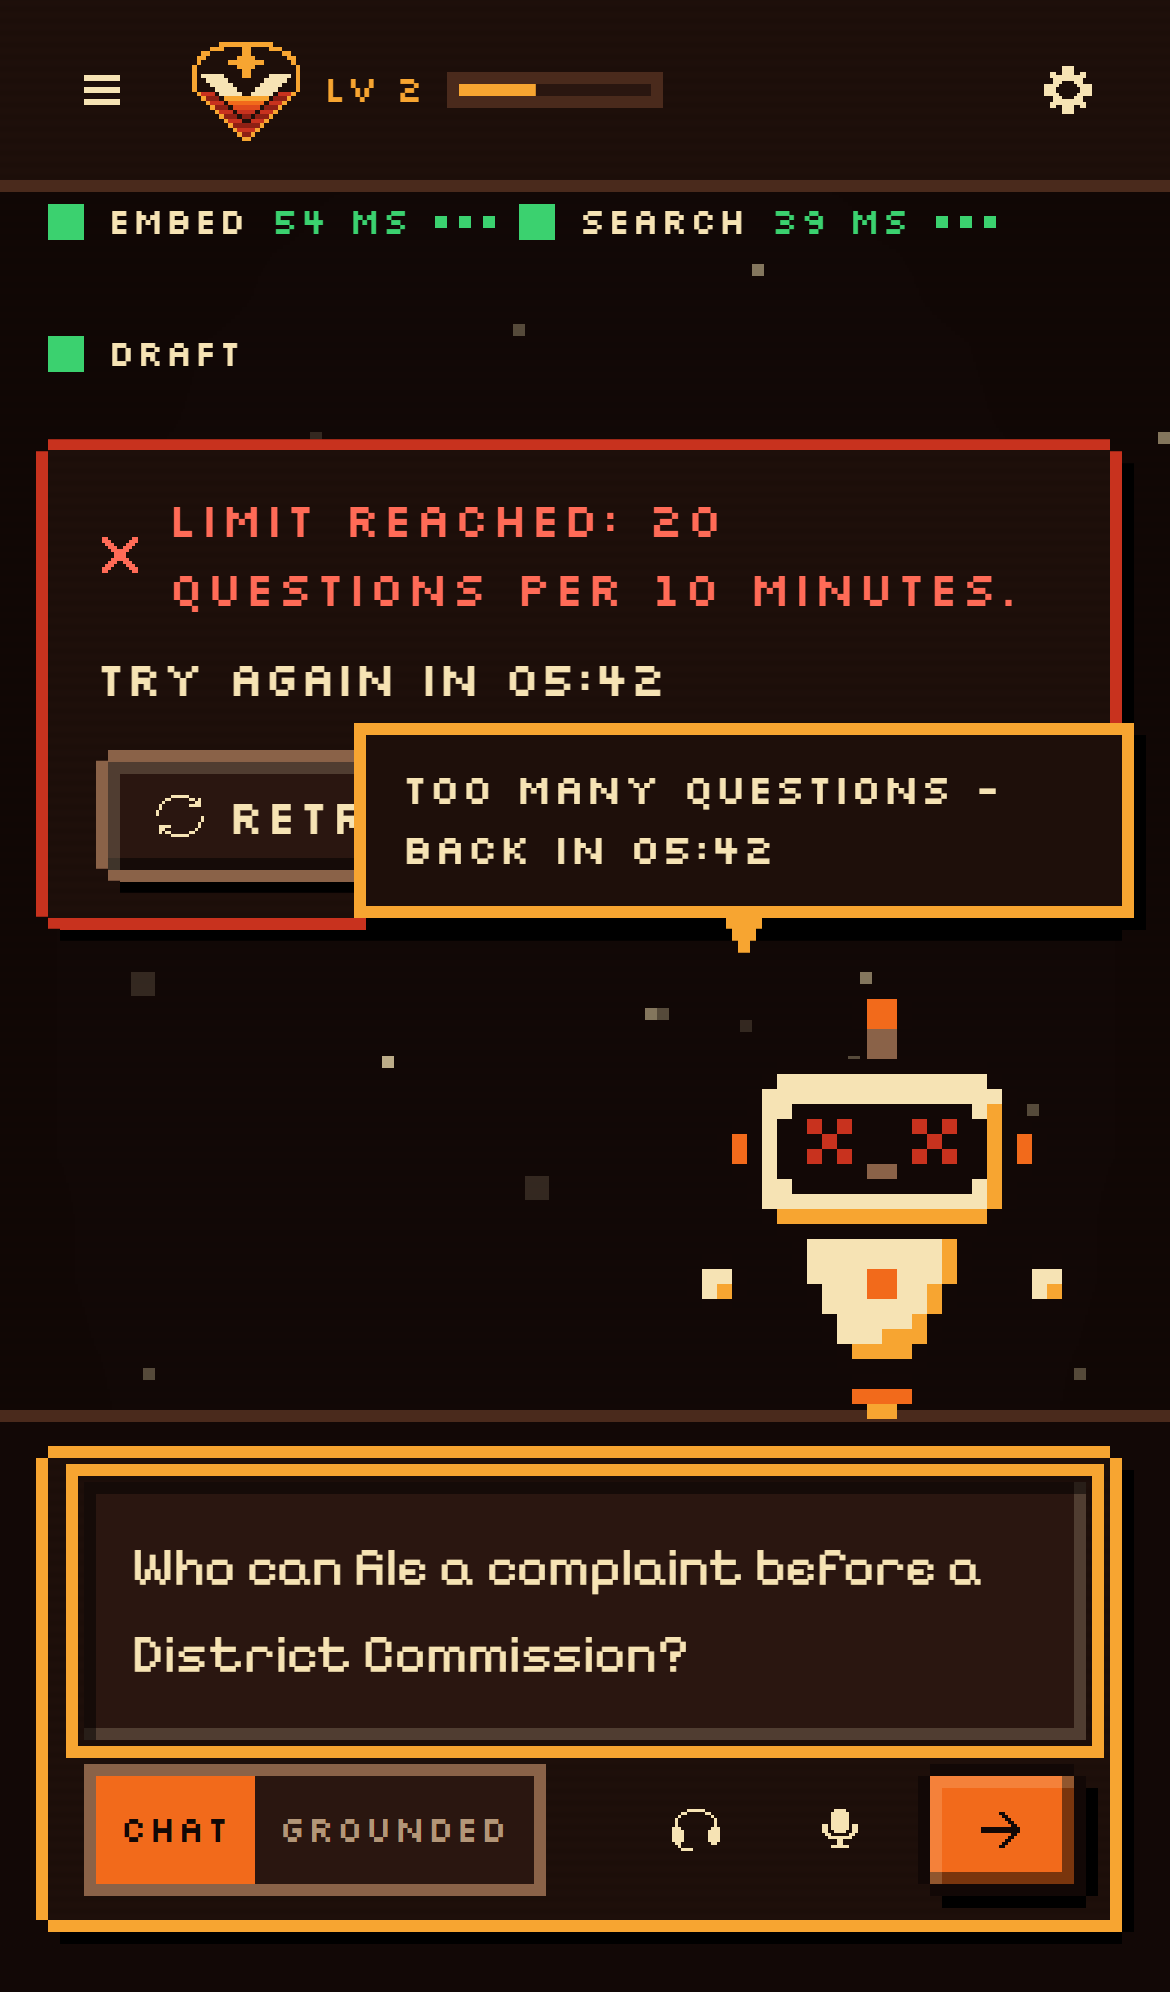 LV 2
EMBED 54 MS ▪▪▪ SEARCH 39 MS ▪▪▪
DRAFT
LIMIT REACHED: 20
QUESTIONS PER 10 MINUTES.
TRY AGAIN IN 05:42
TOO MANY QUESTIONS -
BACK IN 05:42
Who can file a complaint before a
District Commission?
CHAT GROUNDED